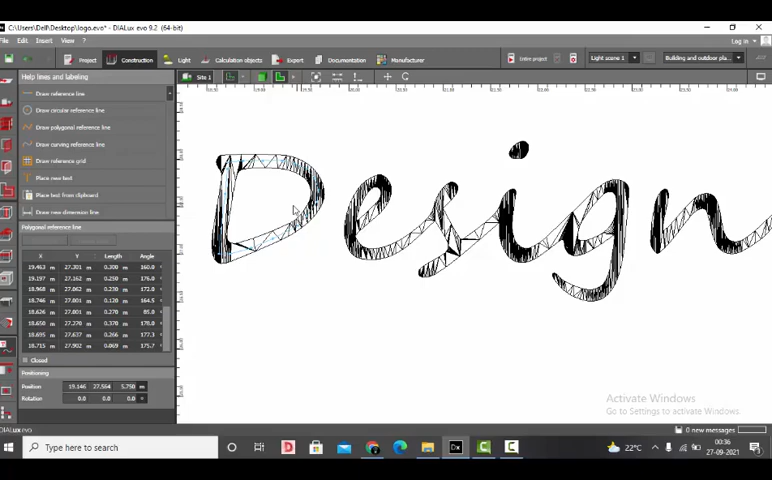 C:\Users\Dell\Desktop\logo.evo* - DIALux evo 9.2 (64-bit)
File Edit Insert View ?
Log in
Project Construction Light Calculation objects Expert Documentation Manufacturer Entire project Light scene 1 Building and outdoor pla...
Help lines and labeling
Site 1
Draw reference line
Draw circular reference line
Draw polygonal reference line
Draw curving reference line
Draw reference grid
Place new text
Place text from clipboard
Draw new dimension line
Polygonal reference line
X Y Length Angle
19.463 m 27.301 m 0.300 m 160.0
19.197 m 27.162 m 0.250 m 176.0
18.968 m 27.062 m 0.230 m 172.0
18.746 m 27.001 m 0.120 m 164.5
18.626 m 27.001 m 0.270 m 85.0
18.650 m 27.270 m 0.370 m 178.0
18.695 m 27.637 m 0.266 m 177.3
18.715 m 27.902 m 0.069 m 175.7
Closed
Positioning
Position 19.146 27.564 5.750 m
Rotation 0.0 0.0 0.0 °
Design
Activate Windows
Go to Settings to activate Windows.
DIALux evo
0 new messages
Type here to search
22°C
00:36
27-09-2021